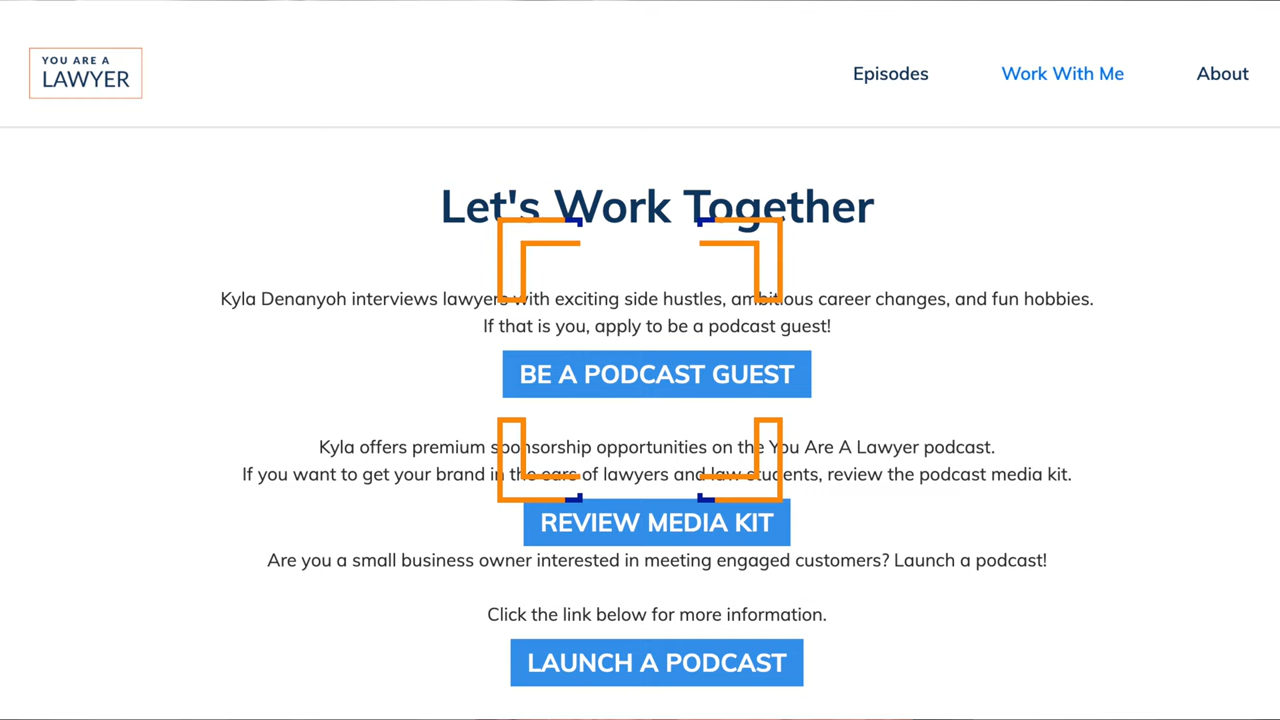 YOU ARE A
LAWYER
Episodes
Work With Me
About
Let's Work Together
Kyla Denanyoh interviews lawyers with exciting side hustles, ambitious career changes, and fun hobbies.
If that is you, apply to be a podcast guest!
BE A PODCAST GUEST
Kyla offers premium sponsorship opportunities on the You Are A Lawyer podcast.
If you want to get your brand in the ears of lawyers and law students, review the podcast media kit.
REVIEW MEDIA KIT
Are you a small business owner interested in meeting engaged customers? Launch a podcast!
Click the link below for more information.
LAUNCH A PODCAST